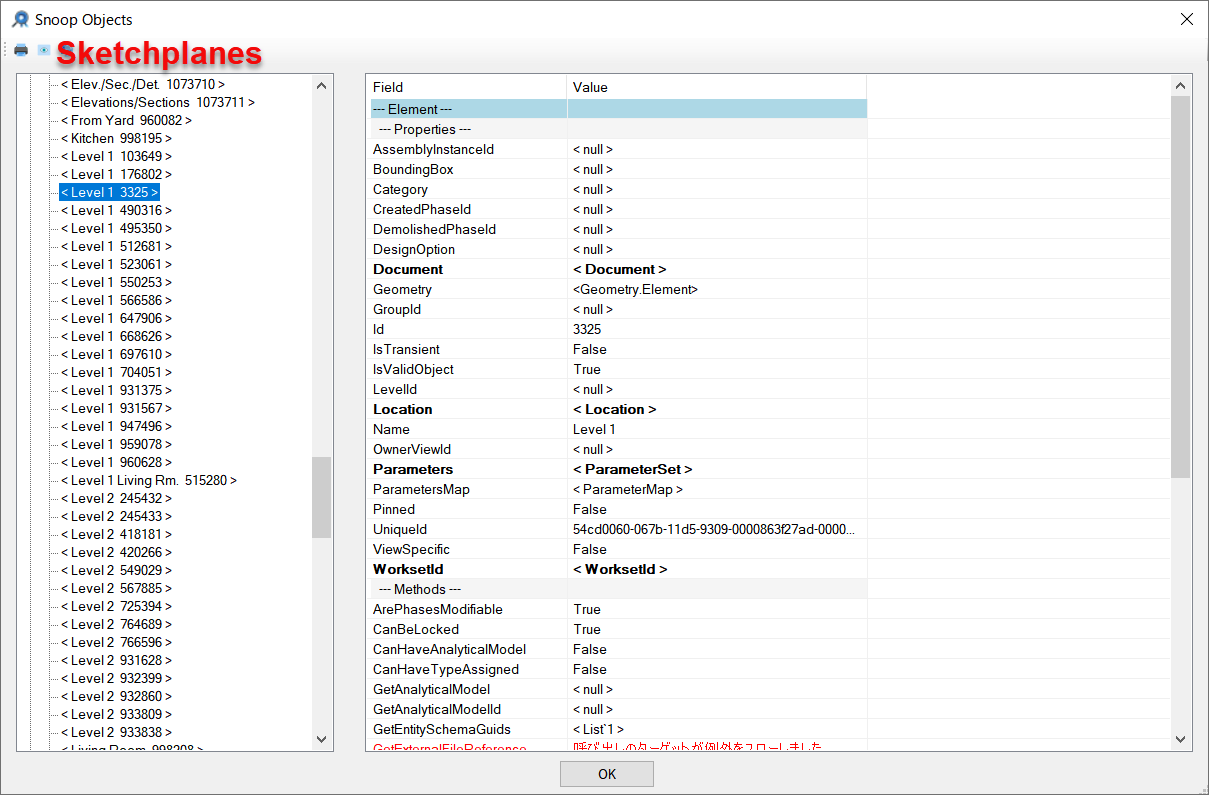 Snoop Objects
Sketchplanes
< Elev./Sec./Det. 1073710 >
< Elevations/Sections 1073711 >
< From Yard 960082 >
< Kitchen 998195 >
< Level 1 103649 >
< Level 1 176802 >
< Level 1 3325 >
< Level 1 490316 >
< Level 1 495350 >
< Level 1 512681 >
< Level 1 523061 >
< Level 1 550253 >
< Level 1 566586 >
< Level 1 647906 >
< Level 1 668626 >
< Level 1 697610 >
< Level 1 704051 >
< Level 1 931375 >
< Level 1 931567 >
< Level 1 947496 >
< Level 1 959078 >
< Level 1 960628 >
< Level 1 Living Rm. 515280 >
< Level 2 245432 >
< Level 2 245433 >
< Level 2 418181 >
< Level 2 420266 >
< Level 2 549029 >
< Level 2 567885 >
< Level 2 725394 >
< Level 2 764689 >
< Level 2 766596 >
< Level 2 931628 >
< Level 2 932399 >
< Level 2 932860 >
< Level 2 933809 >
< Level 2 933838 >
< Living Room 998208 >
Field Value
--- Element ---
--- Properties ---
AssemblyInstanceId < null >
BoundingBox < null >
Category < null >
CreatedPhaseId < null >
DemolishedPhaseId < null >
DesignOption < null >
Document < Document >
Geometry <Geometry.Element>
GroupId < null >
Id 3325
IsTransient False
IsValidObject True
LevelId < null >
Location < Location >
Name Level 1
OwnerViewId < null >
Parameters < ParameterSet >
ParametersMap < ParameterMap >
Pinned False
UniqueId 54cd0060-067b-11d5-9309-0000863f27ad-0000...
ViewSpecific False
WorksetId < WorksetId >
--- Methods ---
ArePhasesModifiable True
CanBeLocked True
CanHaveAnalyticalModel False
CanHaveTypeAssigned False
GetAnalyticalModel < null >
GetAnalyticalModelId < null >
GetEntitySchemaGuids < List`1 >
GetExternalFileReference 呼び出しのターゲットが例外をスローしました
OK